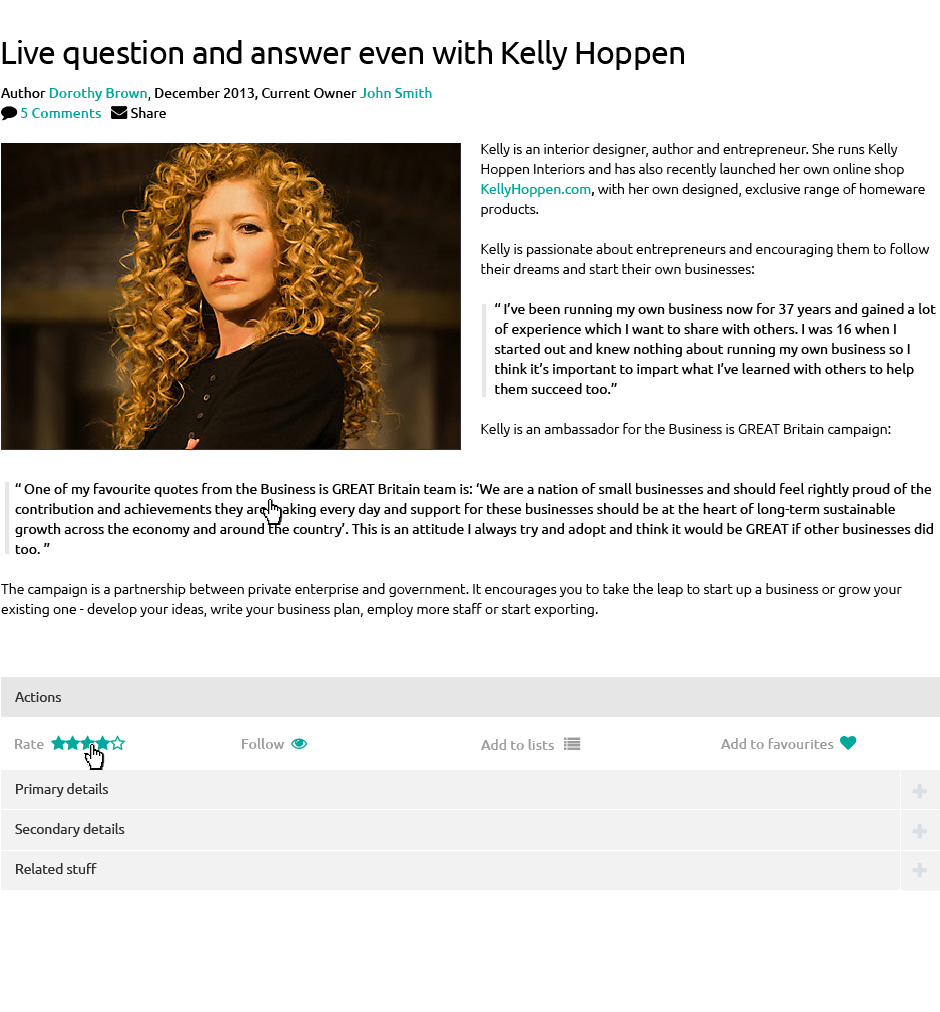 Live question and answer even with Kelly Hoppen
Author Dorothy Brown, December 2013, Current Owner John Smith
5 Comments Share
Kelly is an interior designer, author and entrepreneur. She runs Kelly
Hoppen Interiors and has also recently launched her own online shop
KellyHoppen.com, with her own designed, exclusive range of homeware
products.
Kelly is passionate about entrepreneurs and encouraging them to follow
their dreams and start their own businesses:
“ I’ve been running my own business now for 37 years and gained a lot
of experience which I want to share with others. I was 16 when I
started out and knew nothing about running my own business so I
think it’s important to impart what I’ve learned with others to help
them succeed too.”
Kelly is an ambassador for the Business is GREAT Britain campaign:
“ One of my favourite quotes from the Business is GREAT Britain team is: ‘We are a nation of small businesses and should feel rightly proud of the
contribution and achievements they are making every day and support for these businesses should be at the heart of long-term sustainable
growth across the economy and around the country’. This is an attitude I always try and adopt and think it would be GREAT if other businesses did
too. ”
The campaign is a partnership between private enterprise and government. It encourages you to take the leap to start up a business or grow your
existing one - develop your ideas, write your business plan, employ more staff or start exporting.
Actions
Rate Follow Add to lists Add to favourites
Primary details
Secondary details
Related stuff